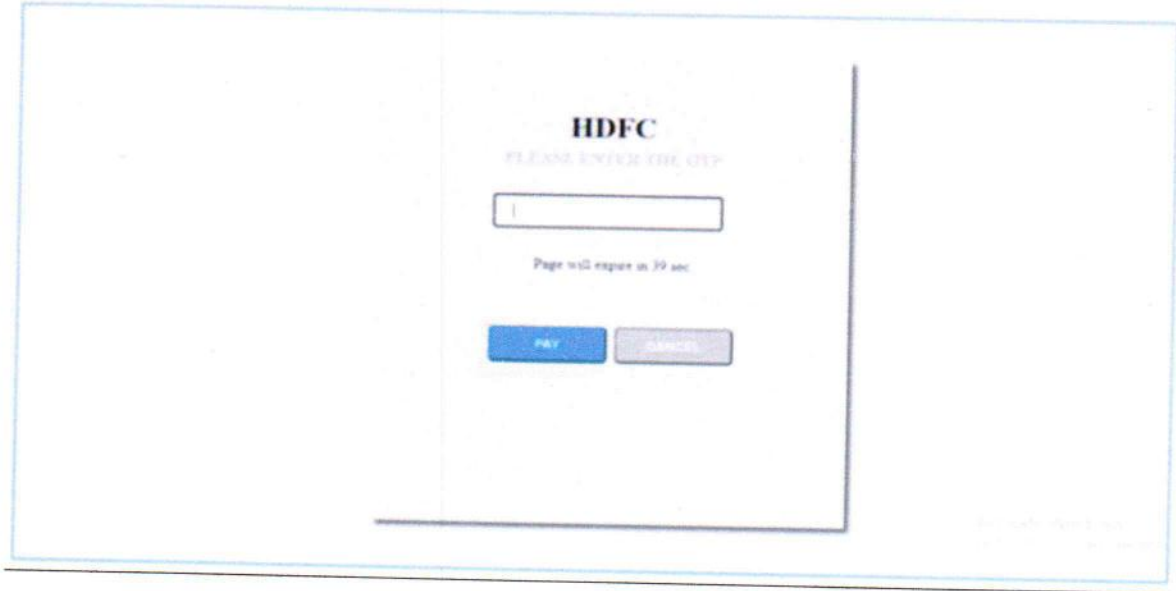 HDFC
PLEASE ENTER THE OTP
Page will expire in 39 sec
PAY
CANCEL